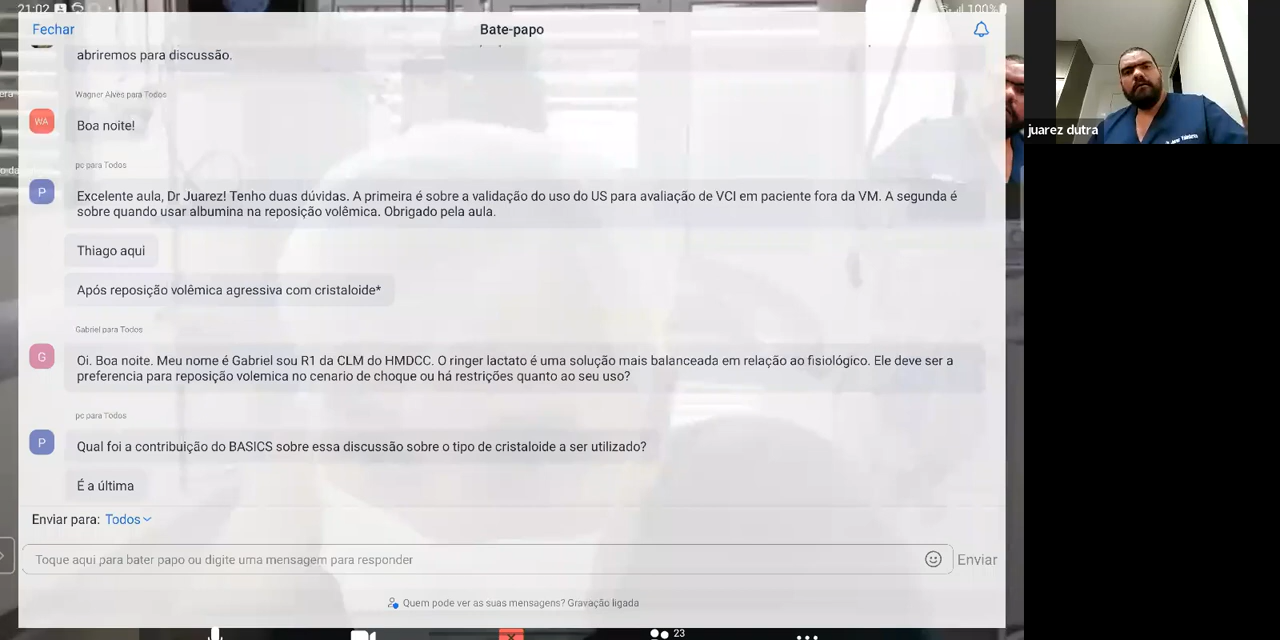 21:02
100%
Fechar
Bate-papo
abriremos para discussão.
Wagner Alves para Todos
WA
Boa noite!
pc para Todos
P
Excelente aula, Dr Juarez! Tenho duas dúvidas. A primeira é sobre a validação do uso do US para avaliação de VCI em paciente fora da VM. A segunda é
sobre quando usar albumina na reposição volêmica. Obrigado pela aula.
Thiago aqui
Após reposição volêmica agressiva com cristaloide*
Gabriel para Todos
G
Oi. Boa noite. Meu nome é Gabriel sou R1 da CLM do HMDCC. O ringer lactato é uma solução mais balanceada em relação ao fisiológico. Ele deve ser a
preferencia para reposição volemica no cenario de choque ou há restrições quanto ao seu uso?
pc para Todos
P
Qual foi a contribuição do BASICS sobre essa discussão sobre o tipo de cristaloide a ser utilizado?
É a última
Enviar para: Todos
Toque aqui para bater papo ou digite uma mensagem para responder
Enviar
Quem pode ver as suas mensagens? Gravação ligada
23
juarez dutra